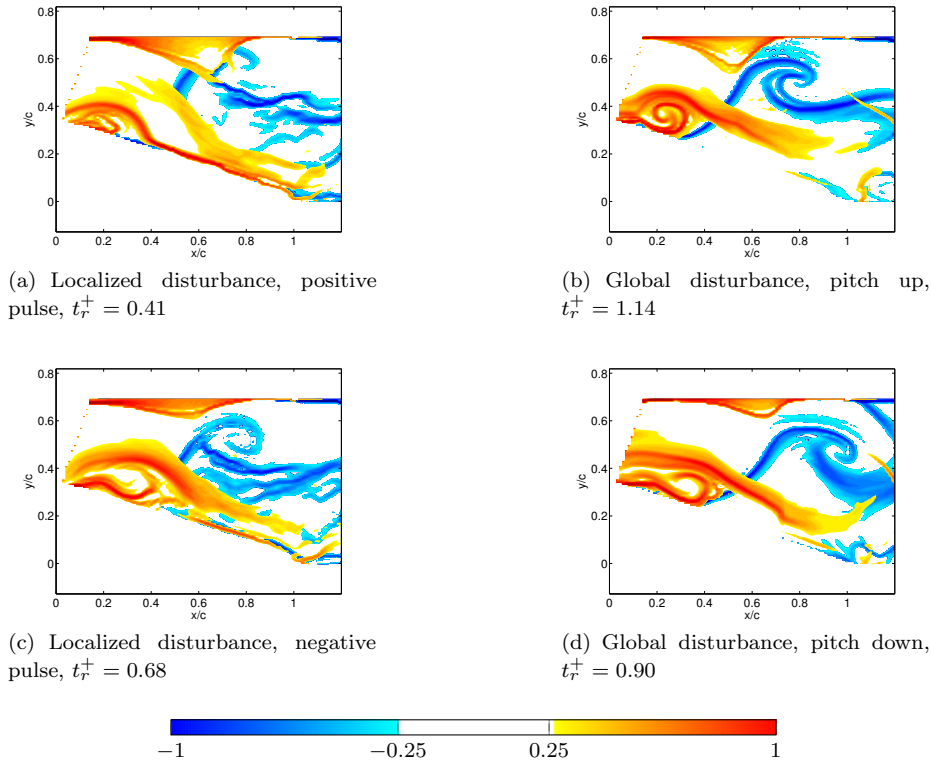 0.8
0.6
0.4
0.2
0
y/c
0 0.2 0.4 0.6 0.8 1
x/c
(a) Localized disturbance, positive
pulse, t_r^+ = 0.41
0.8
0.6
0.4
0.2
0
y/c
0 0.2 0.4 0.6 0.8 1
x/c
(b) Global disturbance, pitch up,
t_r^+ = 1.14
0.8
0.6
0.4
0.2
0
y/c
0 0.2 0.4 0.6 0.8 1
x/c
(c) Localized disturbance, negative
pulse, t_r^+ = 0.68
0.8
0.6
0.4
0.2
0
y/c
0 0.2 0.4 0.6 0.8 1
x/c
(d) Global disturbance, pitch down,
t_r^+ = 0.90
−1 −0.25 0.25 1